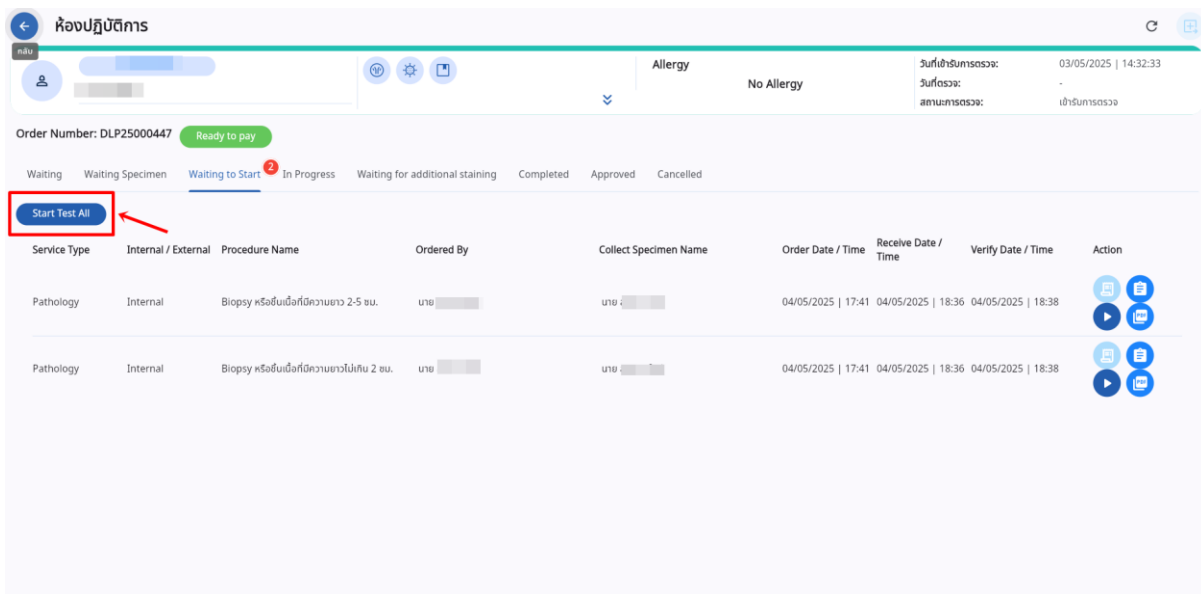 ห้องปฏิบัติการ
กลับ
Allergy
No Allergy
วันที่เข้ารับการตรวจ: 03/05/2025 | 14:32:33
วันที่ตรวจ: -
สถานะการตรวจ: เข้ารับการตรวจ
Order Number: DLP25000447 Ready to pay
Waiting Waiting Specimen Waiting to Start 2 In Progress Waiting for additional staining Completed Approved Cancelled
Start Test All
Service Type Internal / External Procedure Name Ordered By Collect Specimen Name Order Date / Time Receive Date / Time Verify Date / Time Action
Pathology Internal Biopsy หรือชิ้นเนื้อที่มีความยาว 2-5 ซม. นาย นาย 04/05/2025 | 17:41 04/05/2025 | 18:36 04/05/2025 | 18:38
PDF
Pathology Internal Biopsy หรือชิ้นเนื้อที่มีความยาวไม่เกิน 2 ซม. นาย นาย 04/05/2025 | 17:41 04/05/2025 | 18:36 04/05/2025 | 18:38
PDF